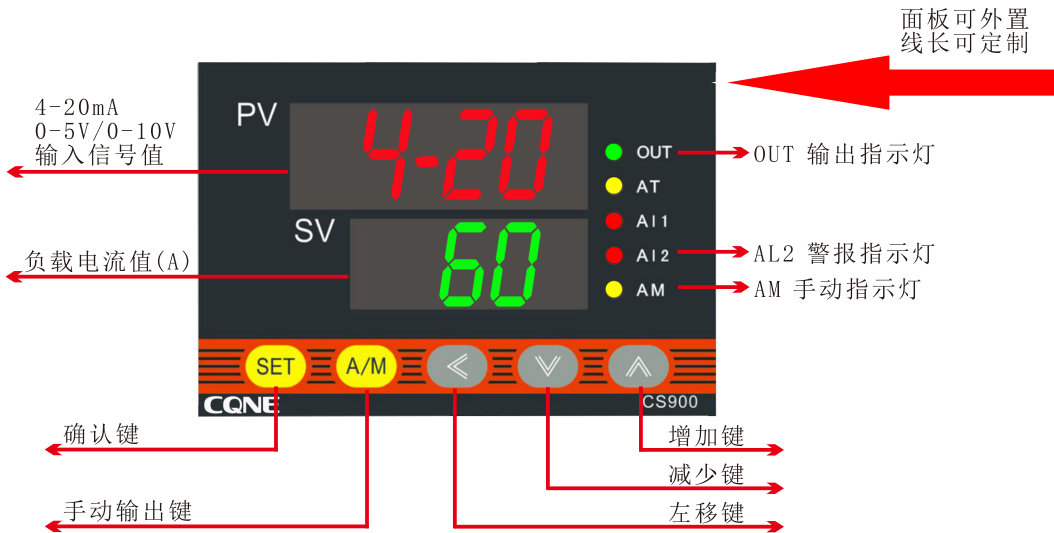 面板可外置
线长可定制
4-20mA
0-5V/0-10V
输入信号值
PV
4-20
OUT
OUT 输出指示灯
AT
SV
AI1
负载电流值(A)
60
AI2
AL2 警报指示灯
AM
AM 手动指示灯
SET
A/M
CQNE
CS900
确认键
增加键
减少键
手动输出键
左移键